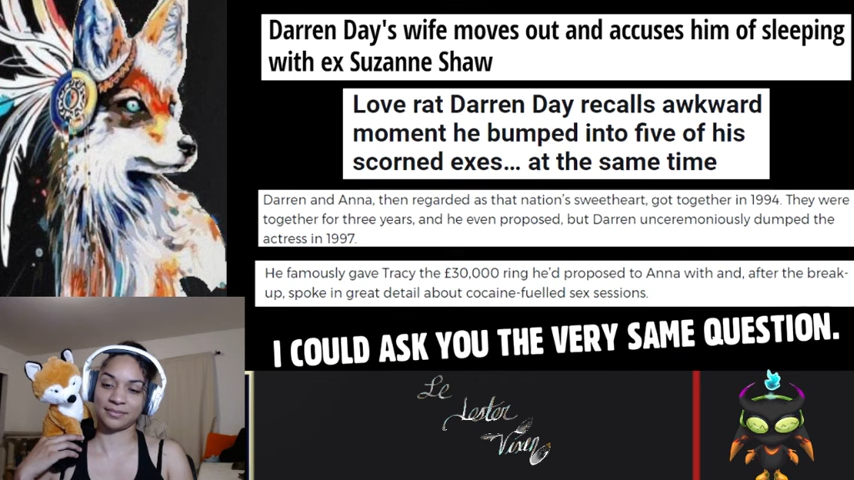 Darren Day's wife moves out and accuses him of sleeping
with ex Suzanne Shaw
Love rat Darren Day recalls awkward
moment he bumped into five of his
scorned exes... at the same time
Darren and Anna, then regarded as that nation's sweetheart, got together in 1994. They were
together for three years, and he even proposed, but Darren unceremoniously dumped the
actress in 1997.
He famously gave Tracy the £30,000 ring he'd proposed to Anna with and, after the break-
up, spoke in great detail about cocaine-fuelled sex sessions.
I COULD ASK YOU THE VERY SAME QUESTION.
Le
Lester
Vixen